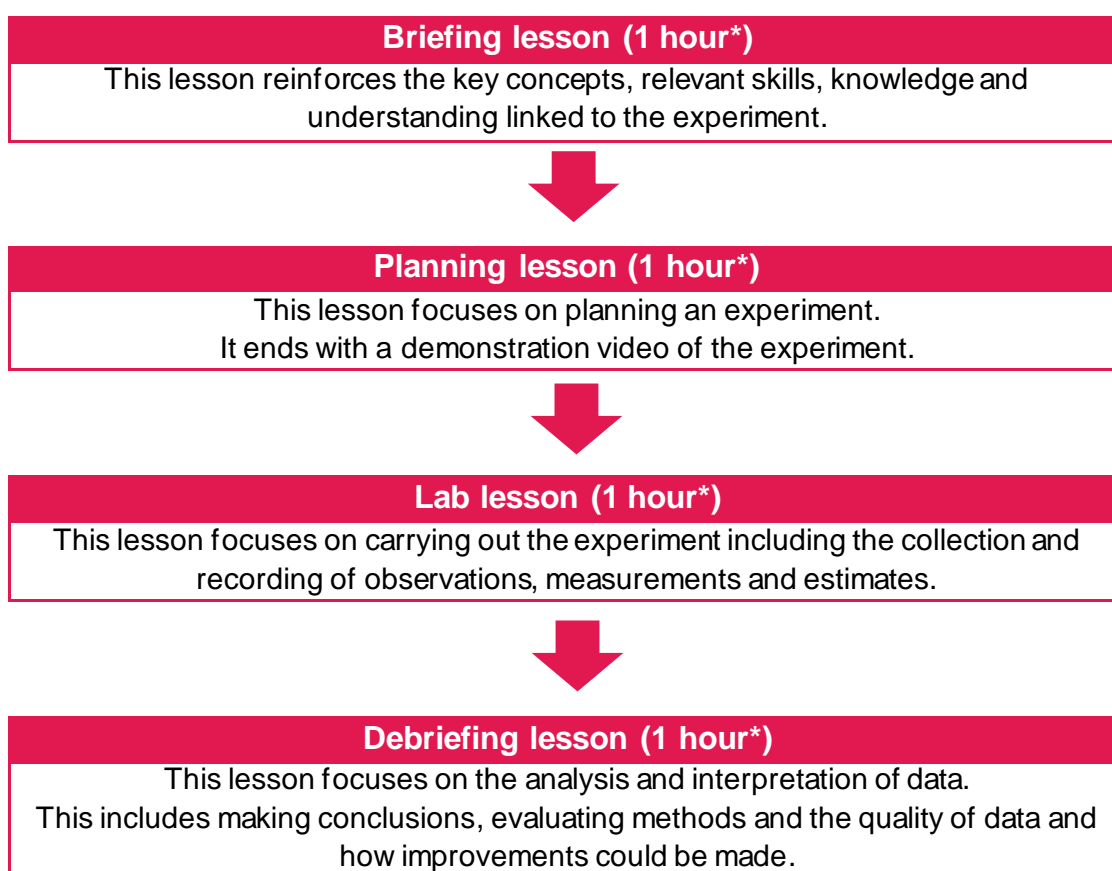 Briefing lesson (1 hour*)
This lesson reinforces the key concepts, relevant skills, knowledge and
understanding linked to the experiment.
Planning lesson (1 hour*)
This lesson focuses on planning an experiment.
It ends with a demonstration video of the experiment.
Lab lesson (1 hour*)
This lesson focuses on carrying out the experiment including the collection and
recording of observations, measurements and estimates.
Debriefing lesson (1 hour*)
This lesson focuses on the analysis and interpretation of data.
This includes making conclusions, evaluating methods and the quality of data and
how improvements could be made.